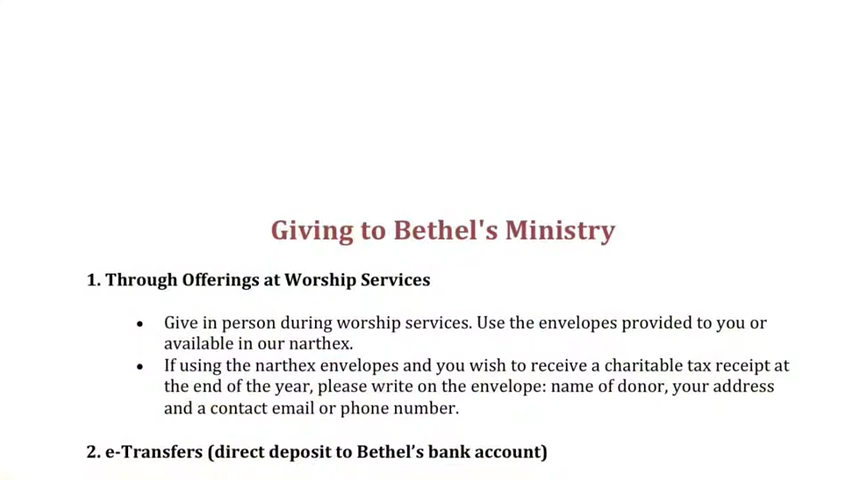 Giving to Bethel's Ministry
1. Through Offerings at Worship Services
• Give in person during worship services. Use the envelopes provided to you or
available in our narthex.
• If using the narthex envelopes and you wish to receive a charitable tax receipt at
the end of the year, please write on the envelope: name of donor, your address
and a contact email or phone number.
2. e-Transfers (direct deposit to Bethel’s bank account)